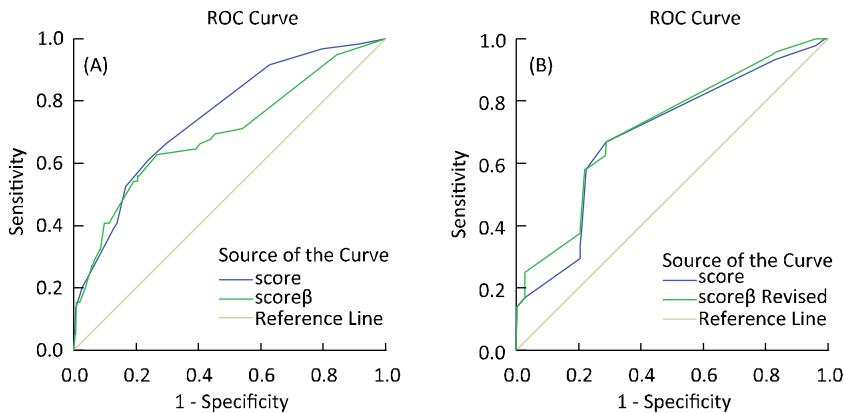 ROC Curve
(A)
1.0
0.8
0.6
0.4
0.2
0.0
Sensitivity
Source of the Curve
score
scoreβ
Reference Line
0.0 0.2 0.4 0.6 0.8 1.0
1 - Specificity
ROC Curve
(B)
1.0
0.8
0.6
0.4
0.2
0.0
Sensitivity
Source of the Curve
score
scoreβ Revised
Reference Line
0.0 0.2 0.4 0.6 0.8 1.0
1 - Specificity